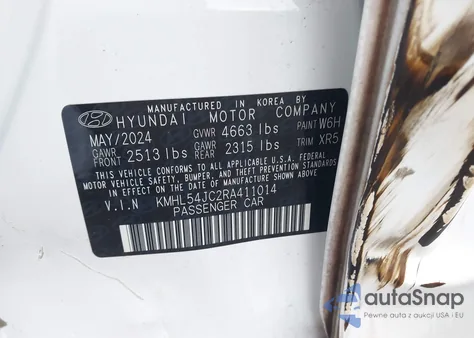 MANUFACTURED IN KOREA BY
HYUNDAI MOTOR COMPANY
MAY/2024 GVWR 4663 lbs PAINT W6H
GAWR FRONT 2513 lbs GAWR REAR 2315 lbs TRIM XR5
THIS VEHICLE CONFORMS TO ALL APPLICABLE U.S.A. FEDERAL
MOTOR VEHICLE SAFETY, BUMPER, AND THEFT PREVENTION STANDARDS
IN EFFECT ON THE DATE OF MANUFACTURE SHOWN ABOVE.
V.I.N KMHL54JC2RA411014
PASSENGER CAR
autaSnap
Pewne auta z USA i EU